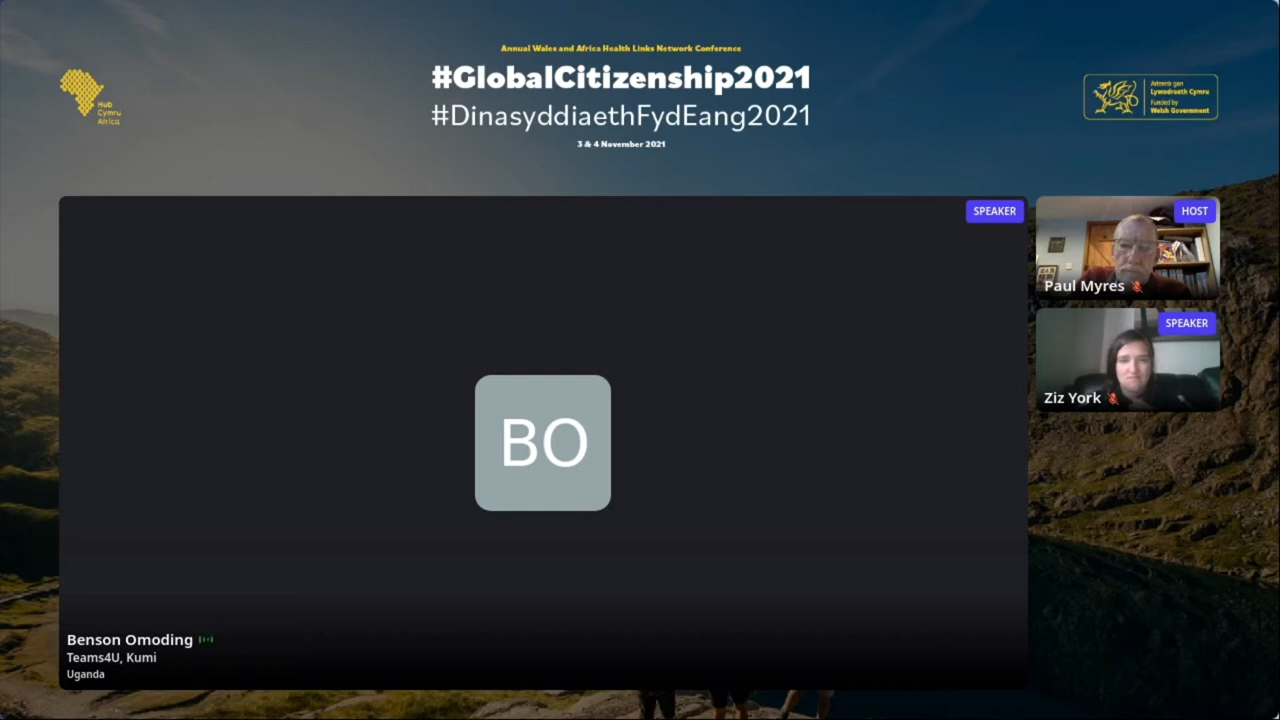 Annual Wales and Africa Health Links Network Conference
#GlobalCitizenship2021
#DinasyddiaethFydEang2021
3 & 4 November 2021
Hub
Cymru
Africa
Ariennir gan
Lywodraeth Cymru
Funded by
Welsh Government
SPEAKER
BO
Benson Omoding
Teams4U, Kumi
Uganda
HOST
Paul Myres
SPEAKER
Ziz York